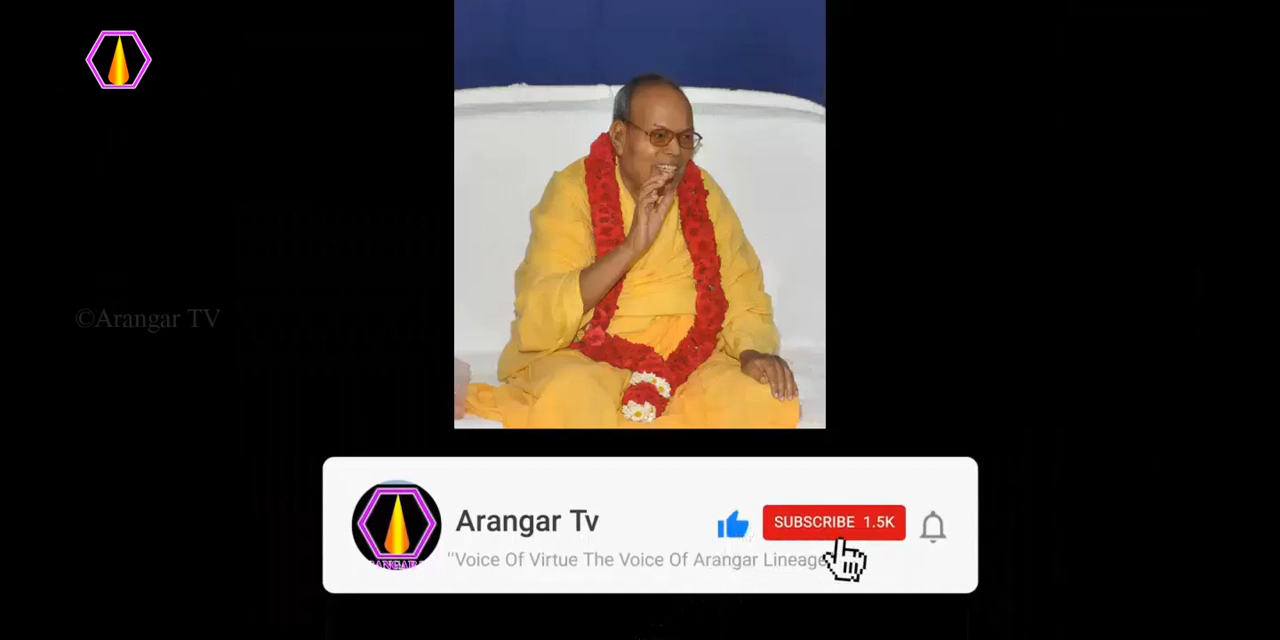 ©Arangar TV
Arangar Tv
SUBSCRIBE 1.5K
"Voice Of Virtue The Voice Of Arangar Lineage